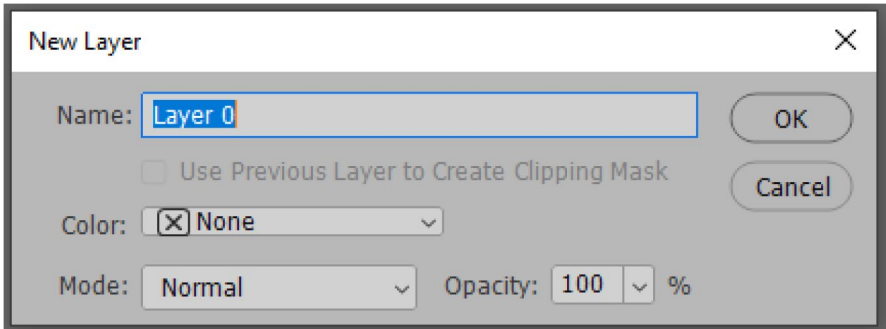 New Layer
Name: Layer 0
OK
Use Previous Layer to Create Clipping Mask
Cancel
Color: None
Mode: Normal Opacity: 100 %